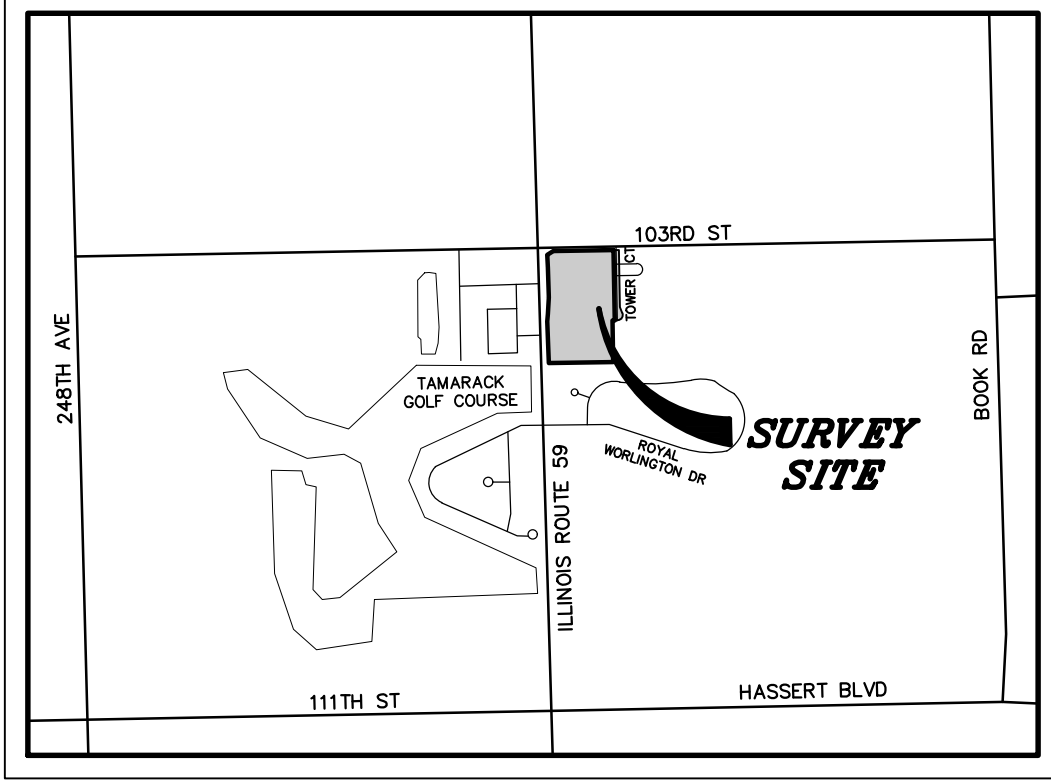 103RD ST
TOWER CT
248TH AVE
BOOK RD
TAMARACK
GOLF COURSE
SURVEY
SITE
ROYAL
WORLINGTON DR
ILLINOIS ROUTE 59
111TH ST
HASSERT BLVD